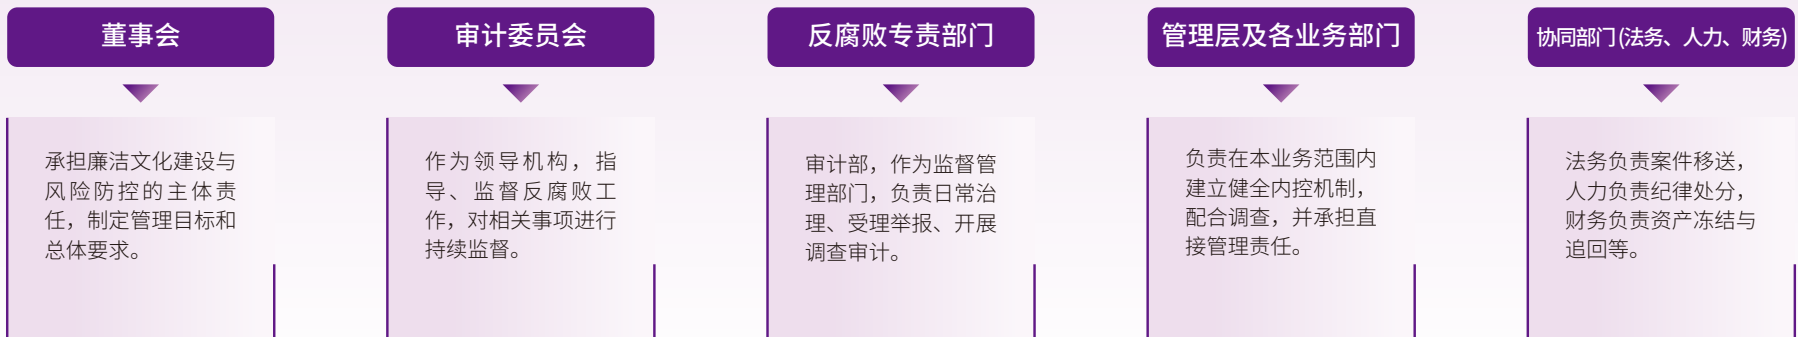 董事会
承担廉洁文化建设与
风险防控的主体责
任，制定管理目标和
总体要求。
审计委员会
作为领导机构，指
导、监督反腐败工
作，对相关事项进行
持续监督。
反腐败专责部门
审计部，作为监督管
理部门，负责日常治
理、受理举报、开展
调查审计。
管理层及各业务部门
负责在本业务范围内
建立健全内控机制，
配合调查，并承担直
接管理责任。
协同部门(法务、人力、财务)
法务负责案件移送，
人力负责纪律处分，
财务负责资产冻结与
追回等。